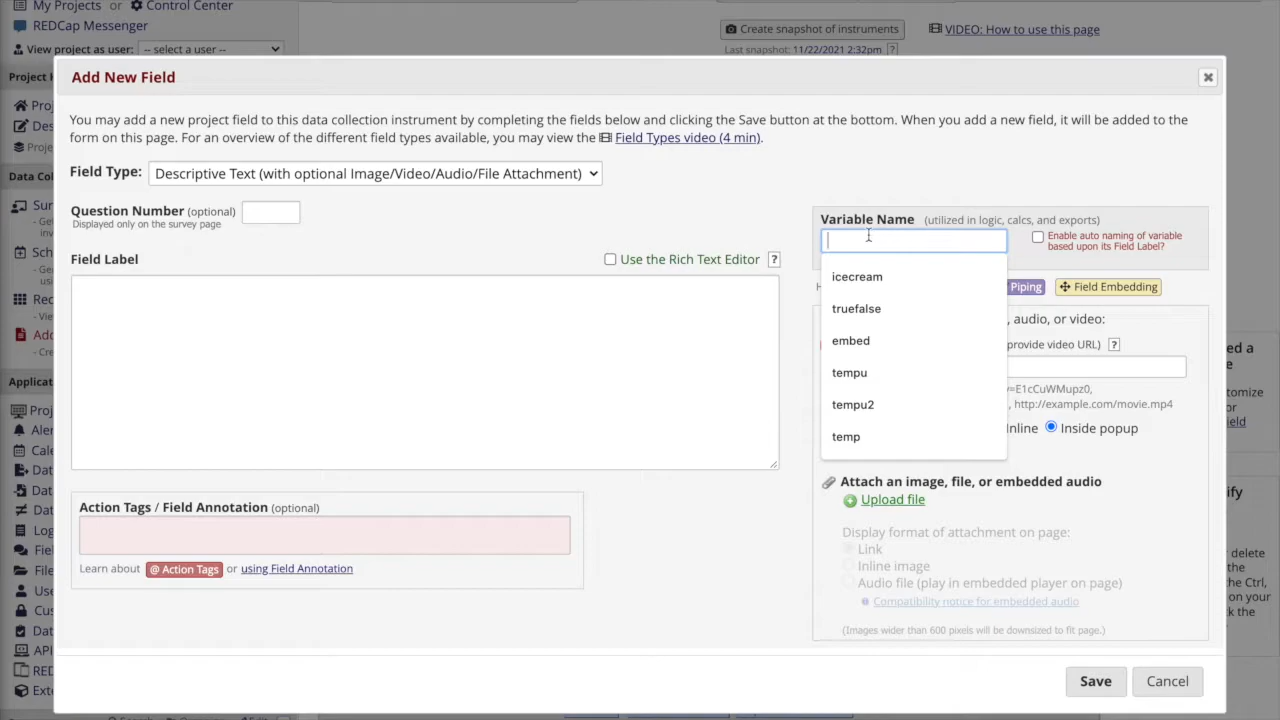 My Projects or Control Center
REDCap Messenger
View project as user: -- select a user --
Create snapshot of instruments
VIDEO: How to use this page
Last snapshot: 11/22/2021 2:32pm ?
Project
Add New Field
You may add a new project field to this data collection instrument by completing the fields below and clicking the Save button at the bottom. When you add a new field, it will be added to the
form on this page. For an overview of the different field types available, you may view the Field Types video (4 min).
Field Type: Descriptive Text (with optional Image/Video/Audio/File Attachment)
Question Number (optional)
Displayed only on the survey page
Variable Name (utilized in logic, calcs, and exports)
Enable auto naming of variable
based upon its Field Label?
Field Label
Use the Rich Text Editor ?
icecream
truefalse
embed
tempu
tempu2
temp
Piping
Field Embedding
, audio, or video:
provide video URL) ?
=E1cCuWMupz0,
, http://example.com/movie.mp4
Inline Inside popup
Attach an image, file, or embedded audio
Upload file
Display format of attachment on page:
Link
Inline image
Audio file (play in embedded player on page)
Compatibility notice for embedded audio
(Images wider than 600 pixels will be downsized to fit page.)
Action Tags / Field Annotation (optional)
Learn about @ Action Tags or using Field Annotation
Save
Cancel